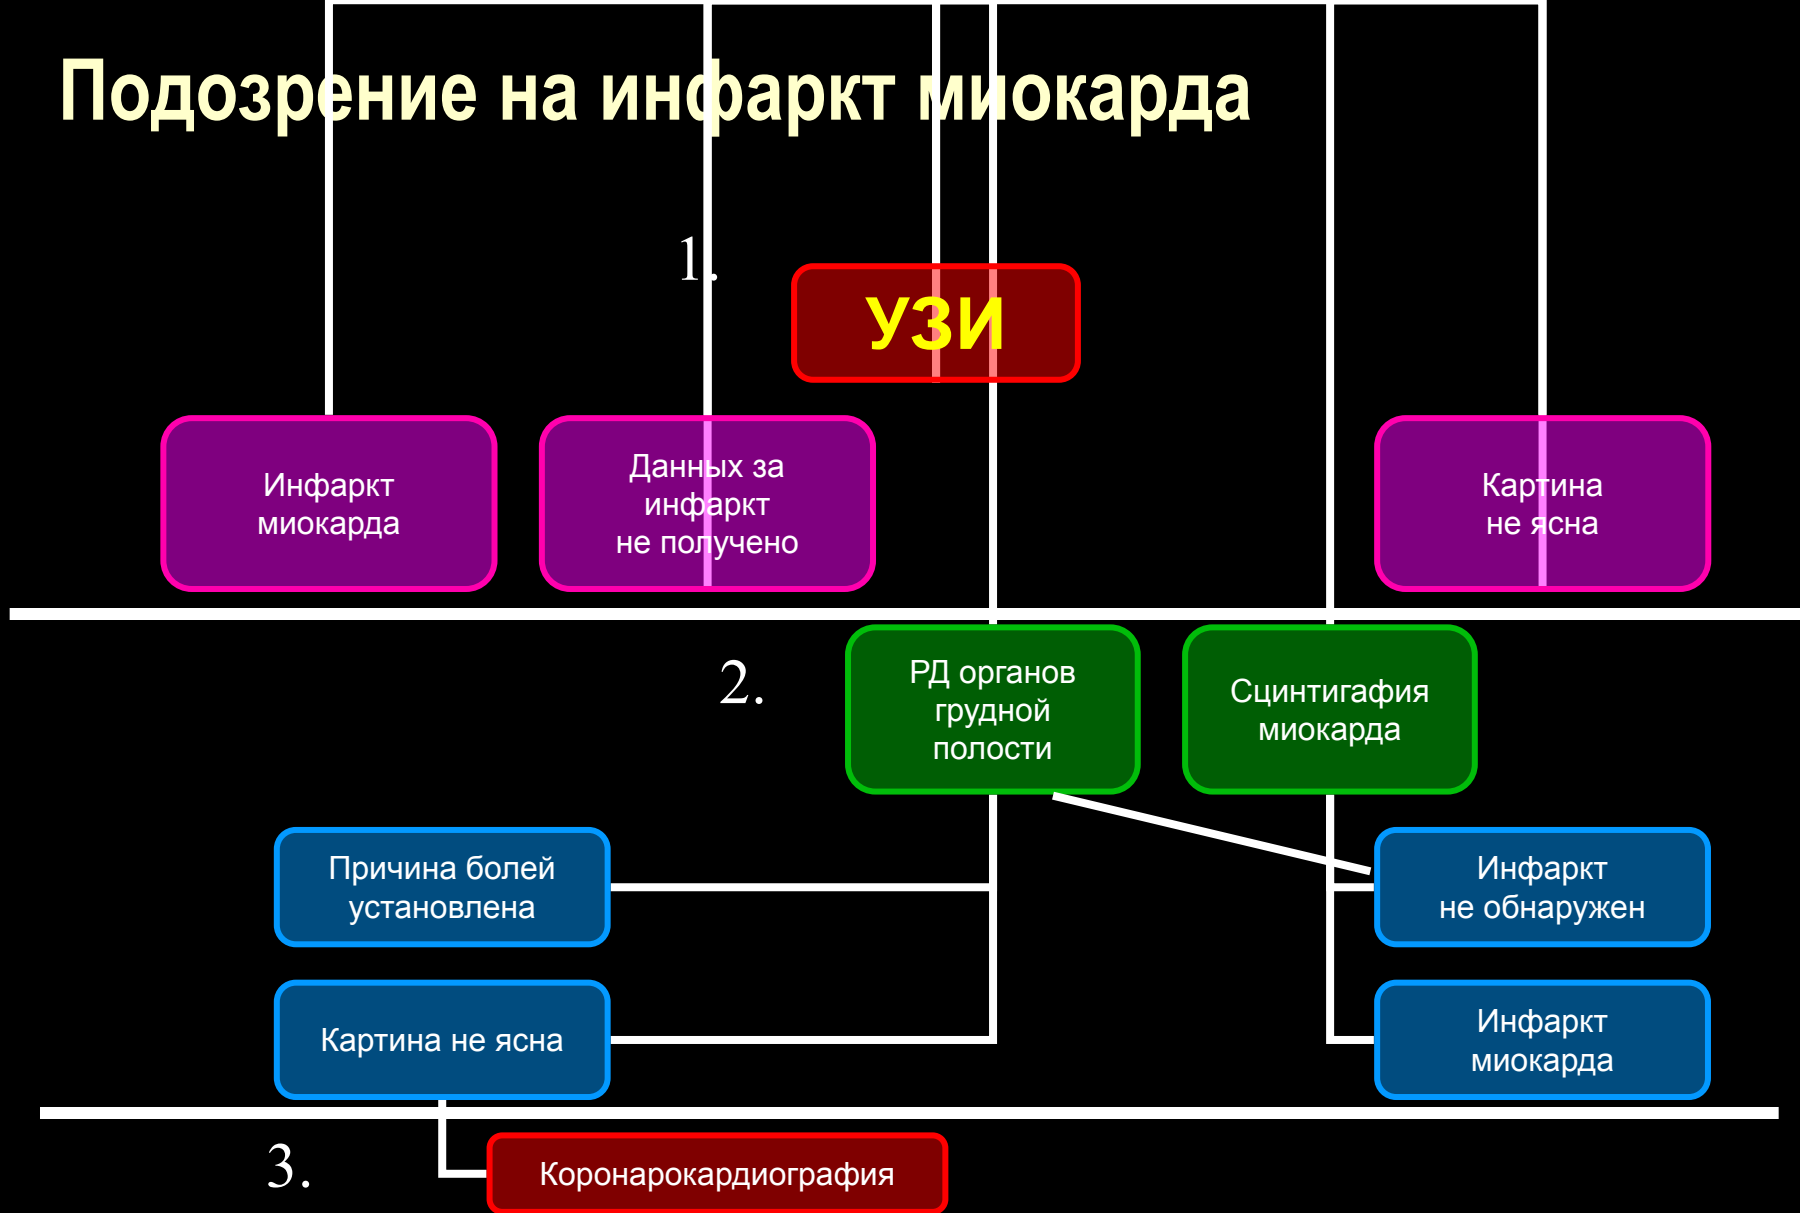 Подозрение на инфаркт миокарда
1.
УЗИ
Инфаркт
миокарда
Данных за
инфаркт
не получено
Картина
не ясна
2.
РД органов
грудной
полости
Сцинтигафия
миокарда
Причина болей
установлена
Инфаркт
не обнаружен
Картина не ясна
Инфаркт
миокарда
3.
Коронарокардиография